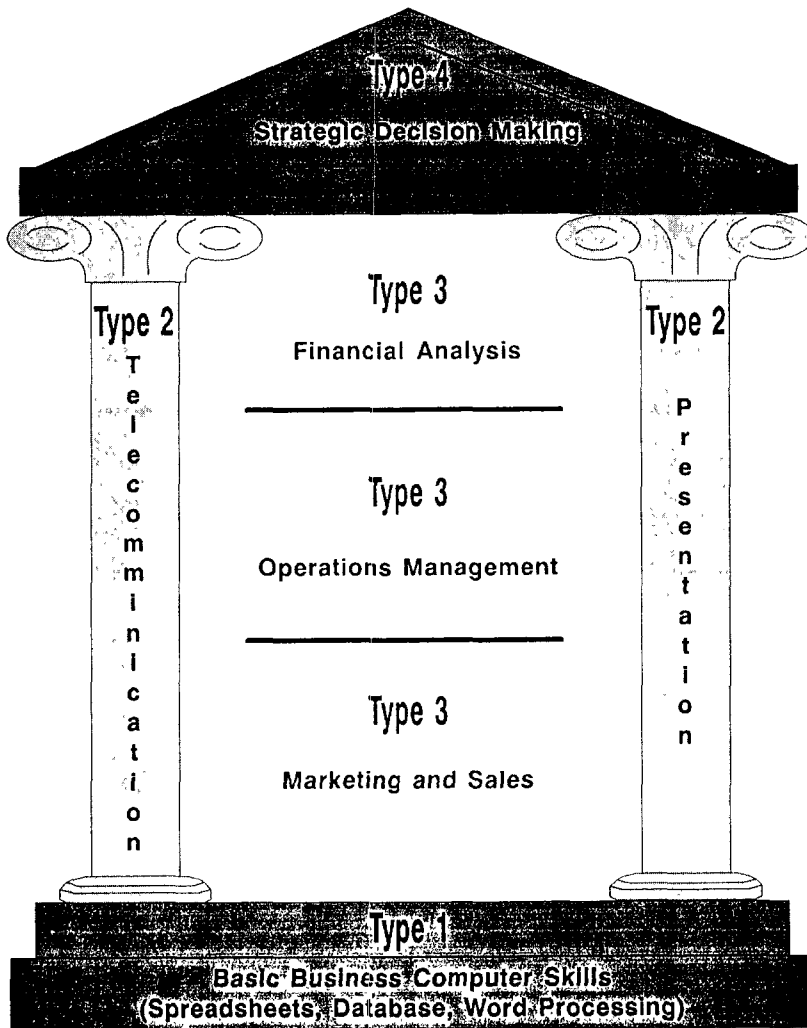 Type 4
Strategic Decision Making
Type 2
Telecomminication
Type 3
Financial Analysis
Type 3
Operations Management
Type 3
Marketing and Sales
Type 2
Presentation
Type 1
Basic Business Computer Skills
(Spreadsheets, Database, Word Processing)